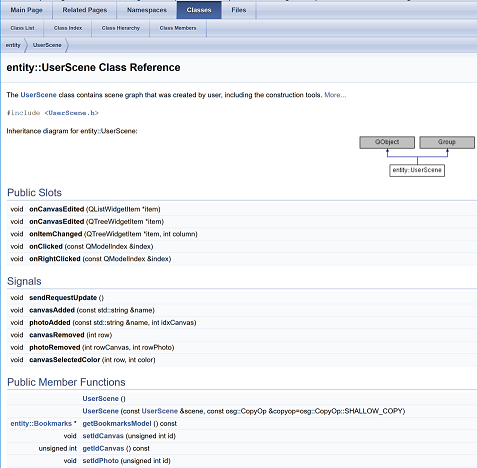 Main Page Related Pages Namespaces Classes Files
Class List Class Index Class Hierarchy Class Members
entity UserScene
entity::UserScene Class Reference
The UserScene class contains scene graph that was created by user, including the construction tools. More...
#include <UserScene.h>
Inheritance diagram for entity::UserScene:
QObject Group
entity::UserScene
Public Slots
void onCanvasEdited (QListWidgetItem *item)
void onCanvasEdited (QTreeWidgetItem *item)
void onItemChanged (QTreeWidgetItem *item, int column)
void onClicked (const QModelIndex &index)
void onRightClicked (const QModelIndex &index)
Signals
void sendRequestUpdate ()
void canvasAdded (const std::string &name)
void photoAdded (const std::string &name, int idxCanvas)
void canvasRemoved (int row)
void photoRemoved (int rowCanvas, int rowPhoto)
void canvasSelectedColor (int row, int color)
Public Member Functions
UserScene ()
UserScene (const UserScene &scene, const osg::CopyOp &copyop=osg::CopyOp::SHALLOW_COPY)
entity::Bookmarks * getBookmarksModel () const
void setIdCanvas (unsigned int id)
unsigned int getIdCanvas () const
void setIdPhoto (unsigned int id)